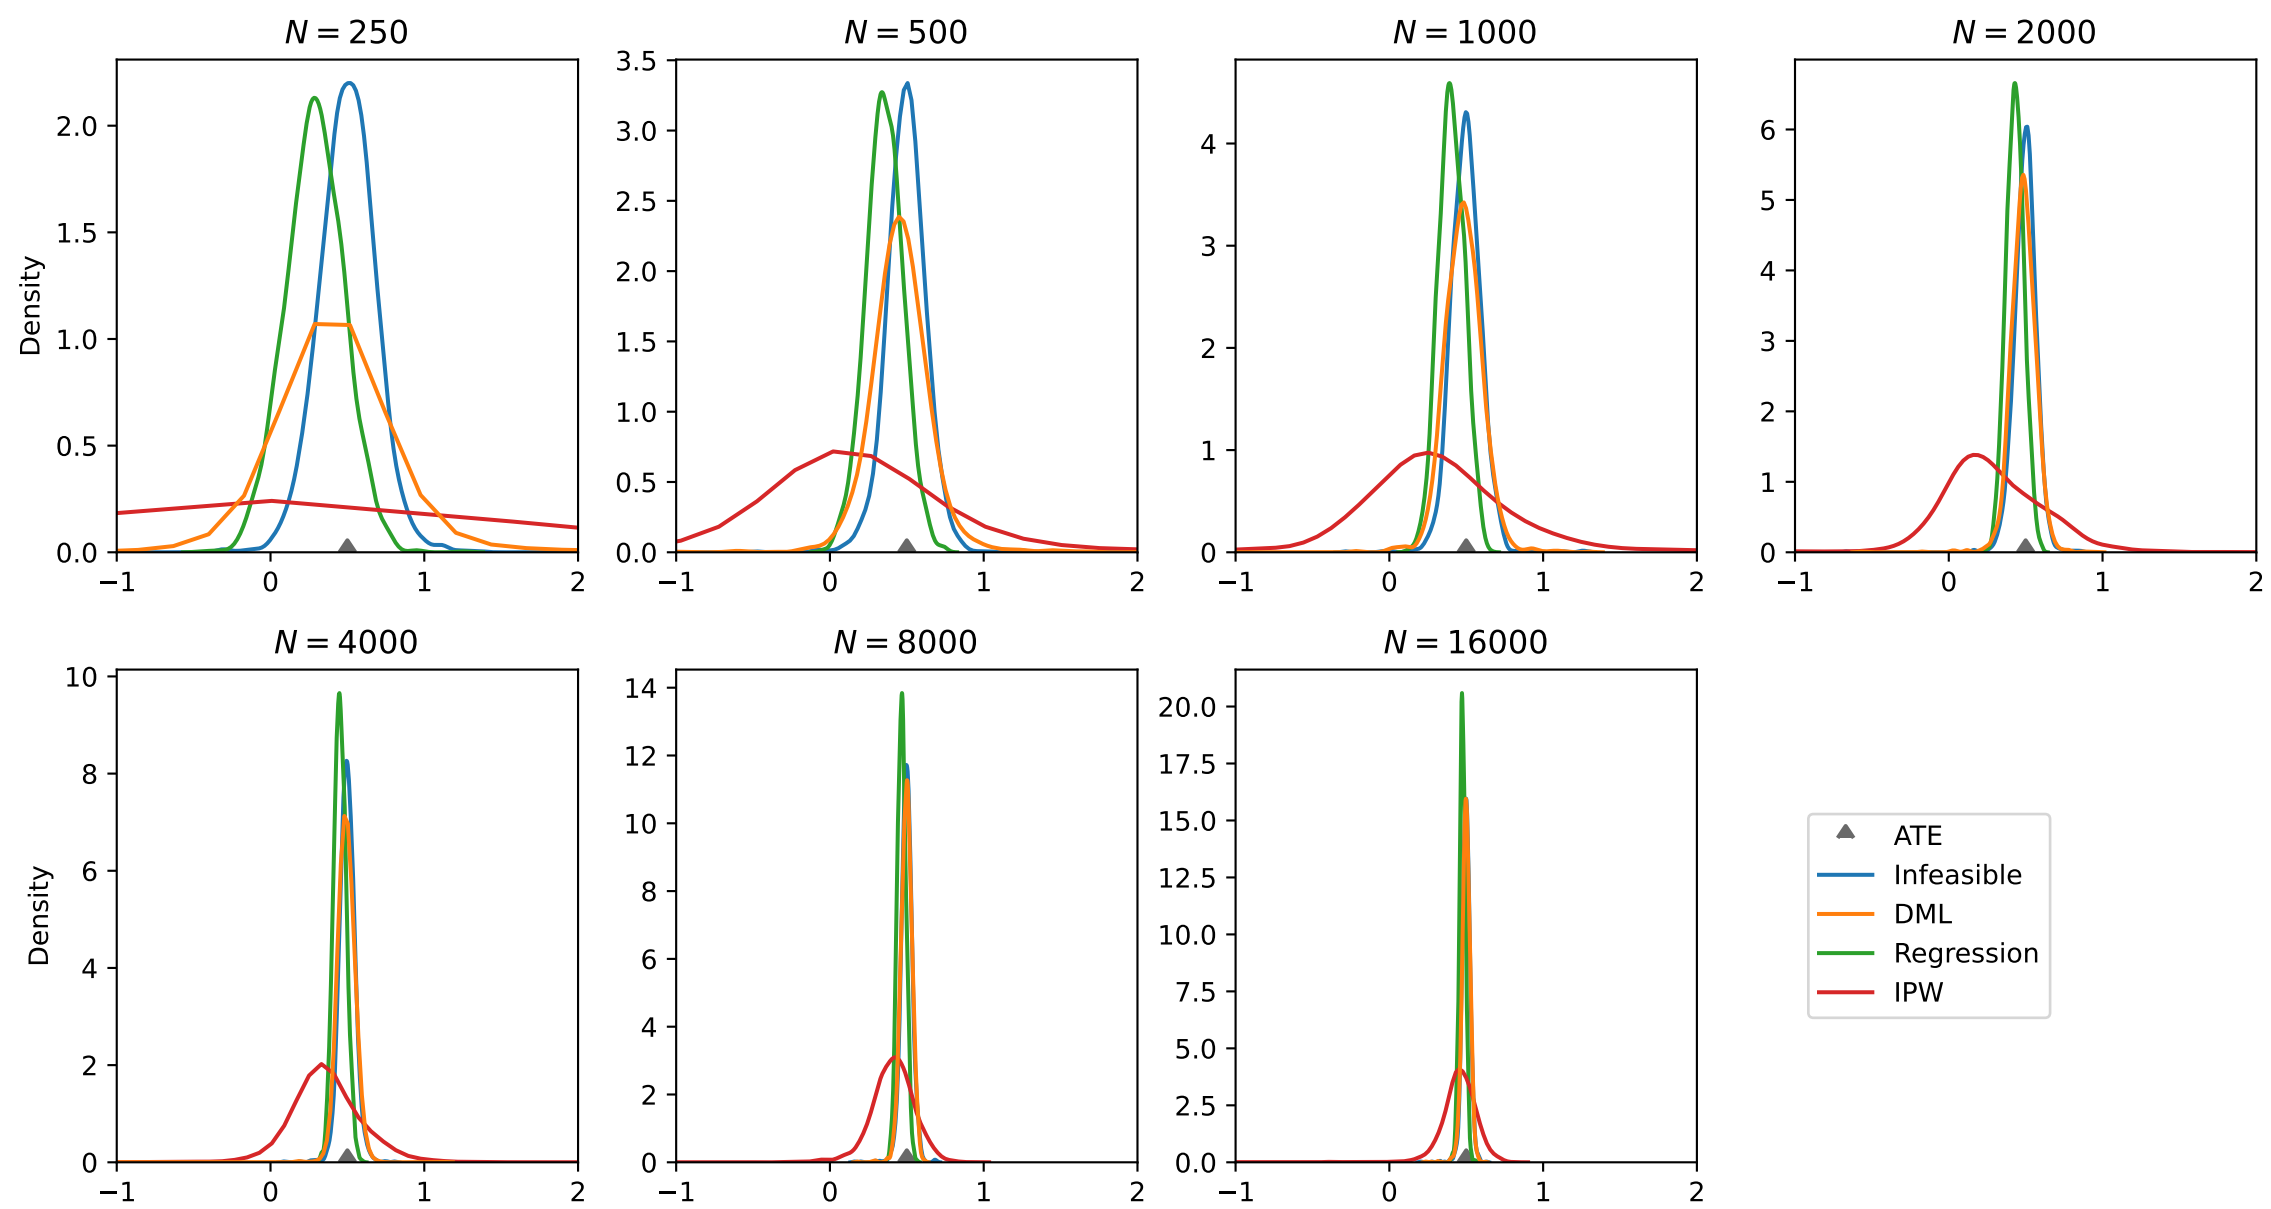 N = 250
N = 500
N = 1000
N = 2000
Density
0.0
0.5
1.0
1.5
2.0
−1 0 1 2
0.0
0.5
1.0
1.5
2.0
2.5
3.0
3.5
−1 0 1 2
0
1
2
3
4
−1 0 1 2
0
1
2
3
4
5
6
−1 0 1 2
N = 4000
N = 8000
N = 16000
Density
0
2
4
6
8
10
−1 0 1 2
0
2
4
6
8
10
12
14
−1 0 1 2
0.0
2.5
5.0
7.5
10.0
12.5
15.0
17.5
20.0
−1 0 1 2
ATE
Infeasible
DML
Regression
IPW